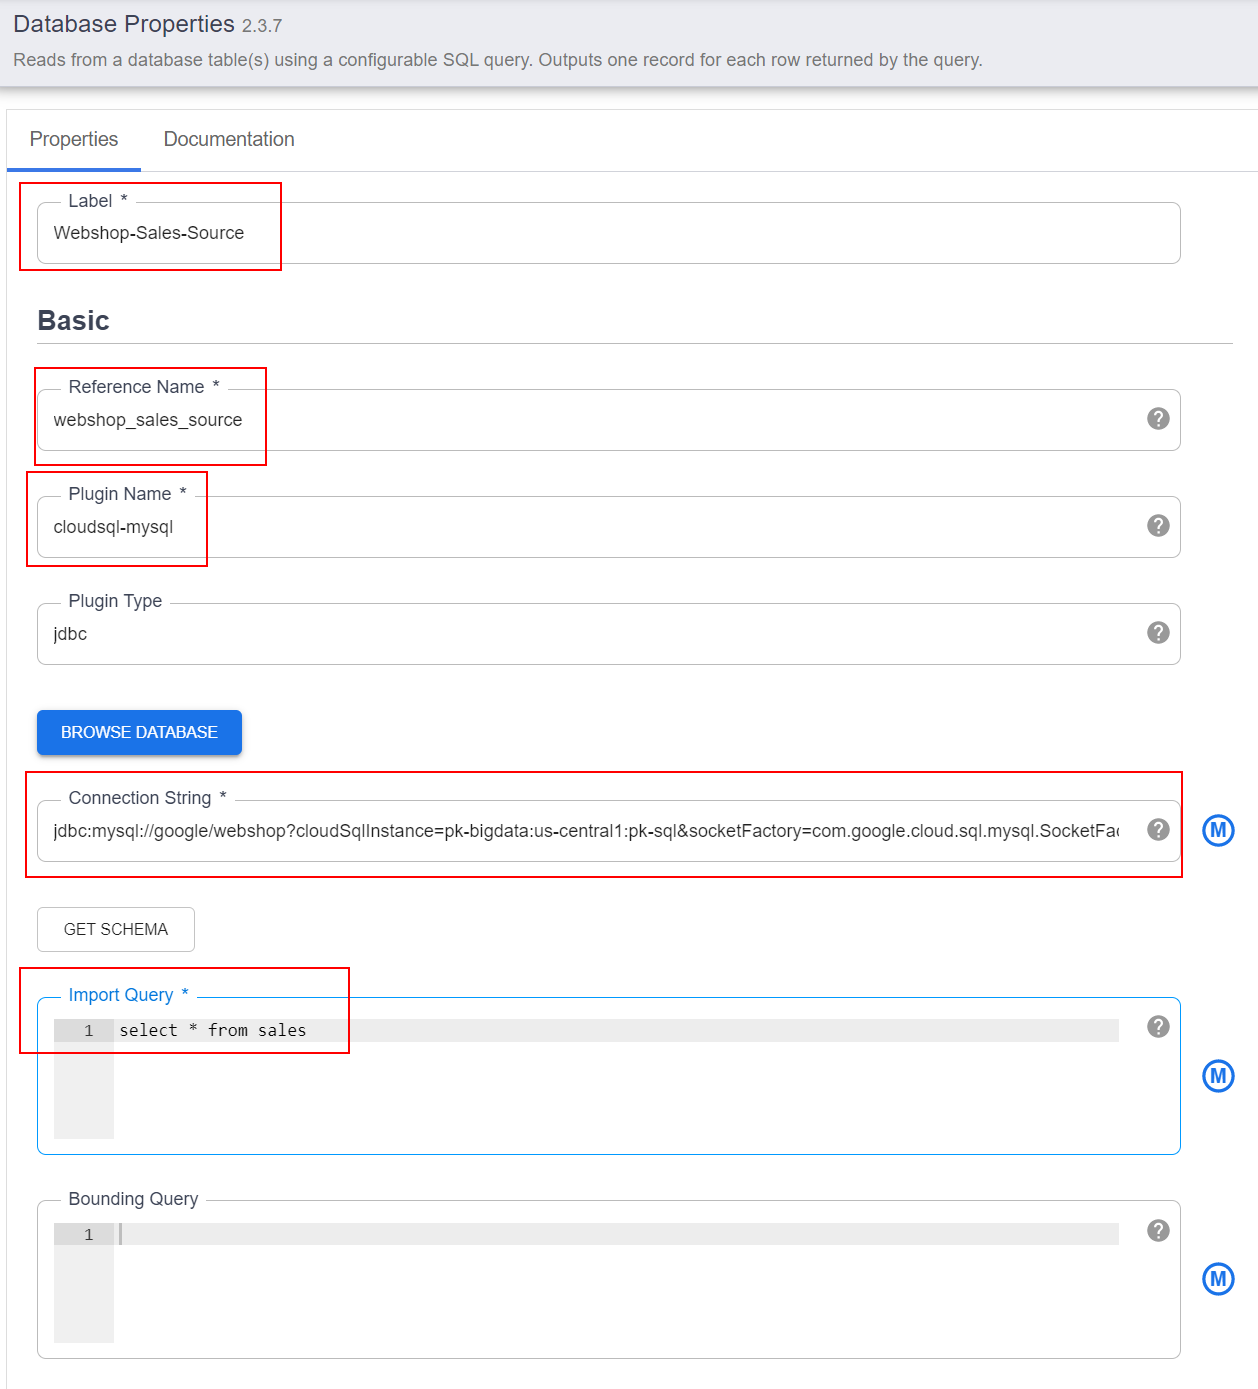 Database Properties 2.3.7
Reads from a database table(s) using a configurable SQL query. Outputs one record for each row returned by the query.
Properties Documentation
Label *
Webshop-Sales-Source
Basic
Reference Name *
webshop_sales_source
?
Plugin Name *
cloudsql-mysql
?
Plugin Type
jdbc
?
BROWSE DATABASE
Connection String *
jdbc:mysql://google/webshop?cloudSqlInstance=pk-bigdata:us-central1:pk-sql&socketFactory=com.google.cloud.sql.mysql.SocketFac
?
M
GET SCHEMA
Import Query *
1 select * from sales
?
M
Bounding Query
1
?
M